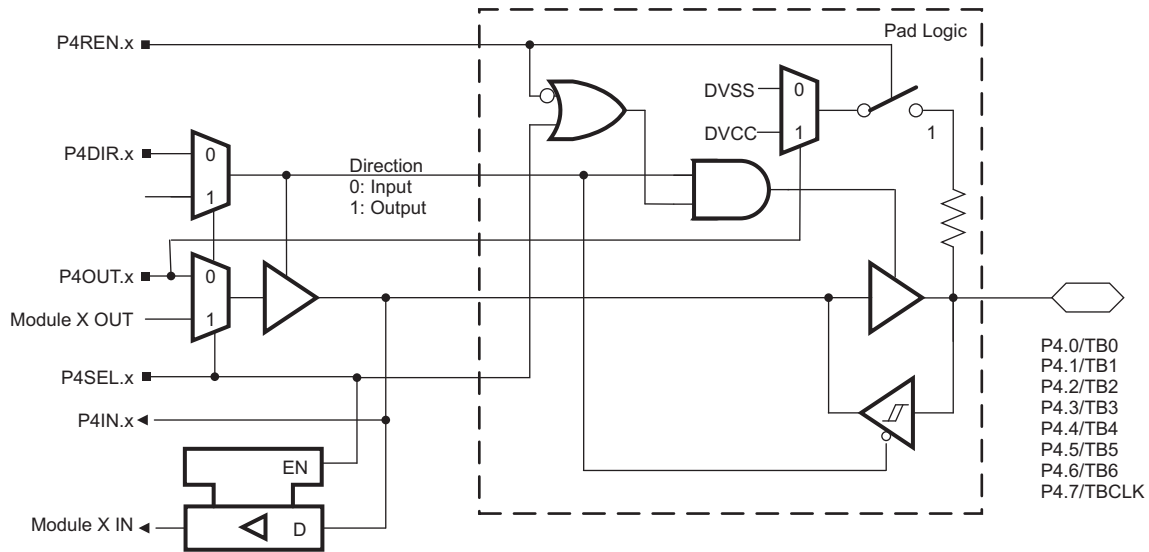 Pad Logic
P4REN.x
DVSS
0
DVCC
1
1
P4DIR.x
0
1
Direction
0: Input
1: Output
P4OUT.x
0
Module X OUT
1
P4SEL.x
P4IN.x
EN
Module X IN
D
P4.0/TB0
P4.1/TB1
P4.2/TB2
P4.3/TB3
P4.4/TB4
P4.5/TB5
P4.6/TB6
P4.7/TBCLK